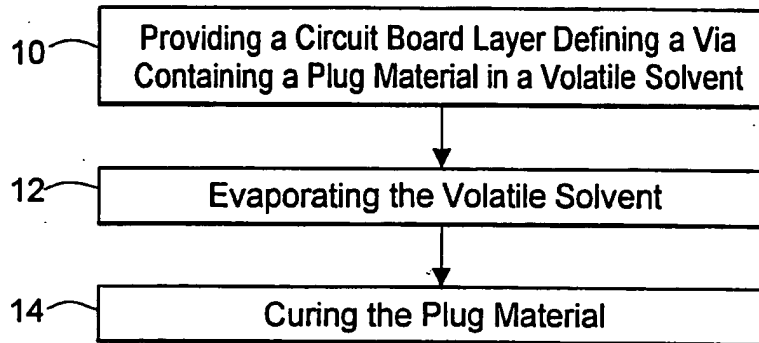 10
Providing a Circuit Board Layer Defining a Via
Containing a Plug Material in a Volatile Solvent
12
Evaporating the Volatile Solvent
14
Curing the Plug Material